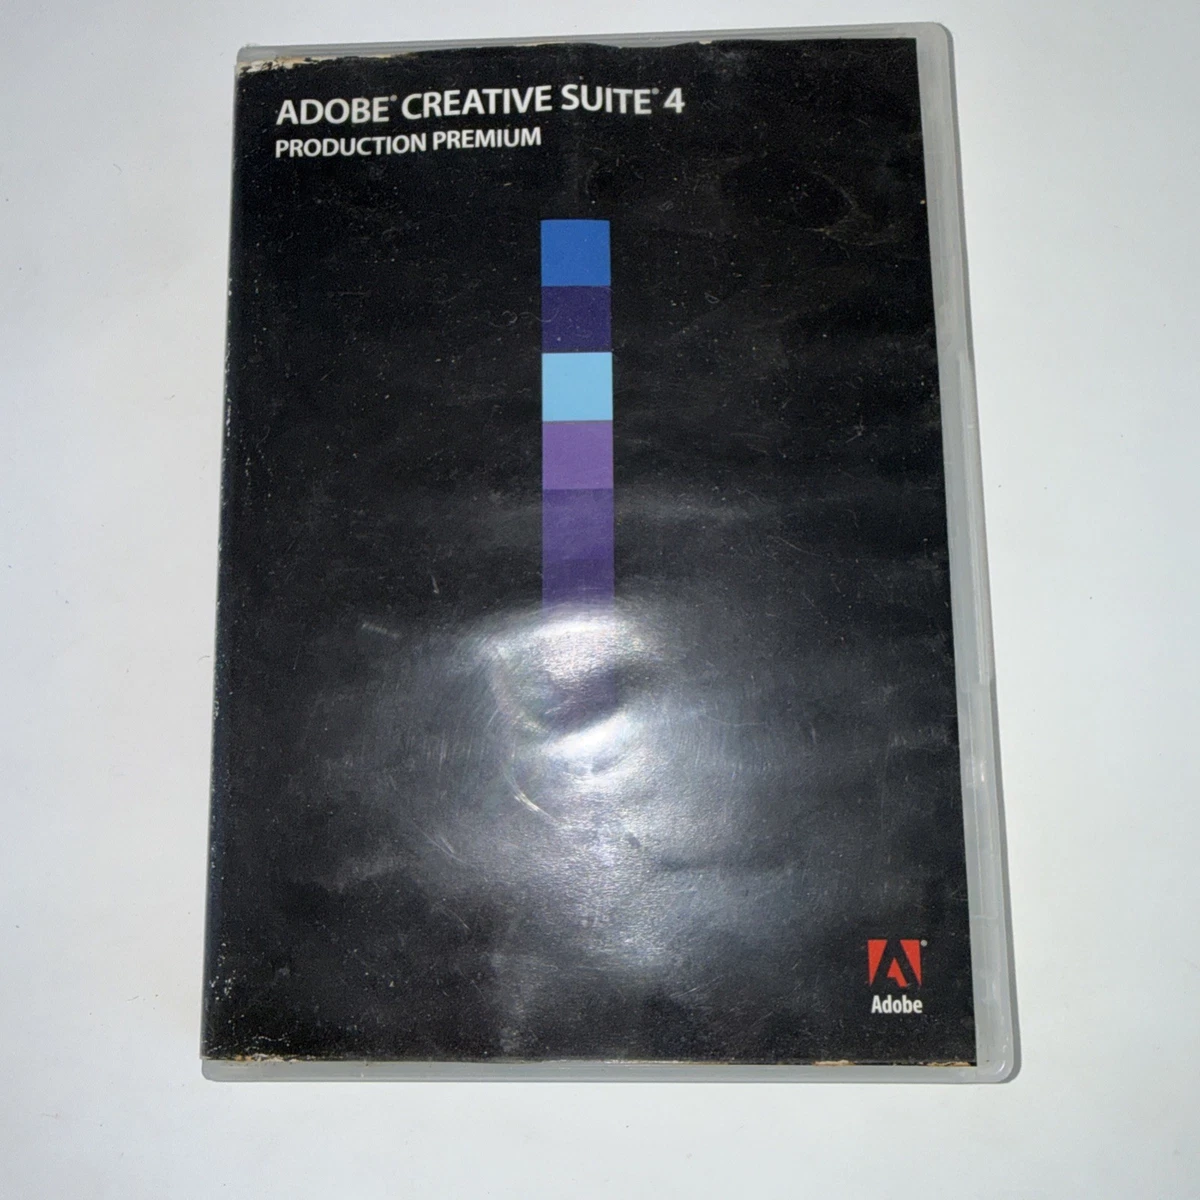 ADOBE® CREATIVE SUITE® 4
PRODUCTION PREMIUM
®
Adobe